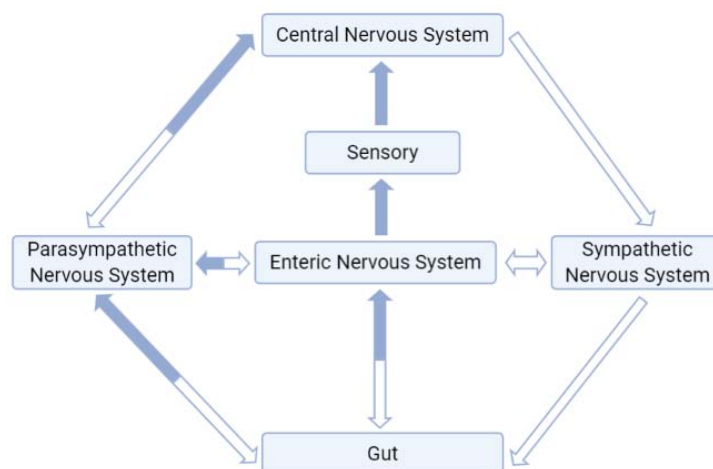 Central Nervous System
Sensory
Parasympathetic
Nervous System
Enteric Nervous System
Sympathetic
Nervous System
Gut